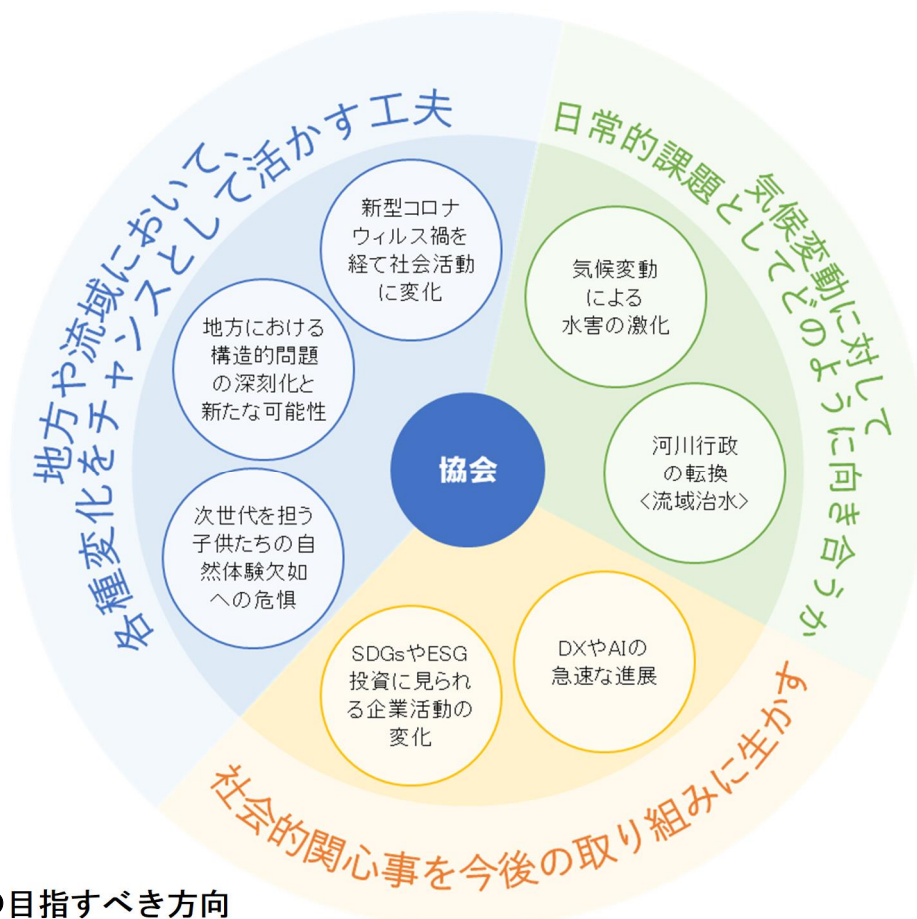 地方や流域において、
各種変化をチャンスとして活かす工夫
新型コロナ
ウィルス禍を
経て社会活動
に変化
地方における
構造的問題
の深刻化と
新たな可能性
次世代を担う
子供たちの自
然体験欠如
への危惧
気候変動に対して
日常的課題としてどのように向き合うか
気候変動
による
水害の激化
河川行政
の転換
<流域治水>
協会
DXやAIの
急速な進展
SDGsやESG
投資に見られ
る企業活動の
変化
社会的関心事を今後の取り組みに生かす
の目指すべき方向